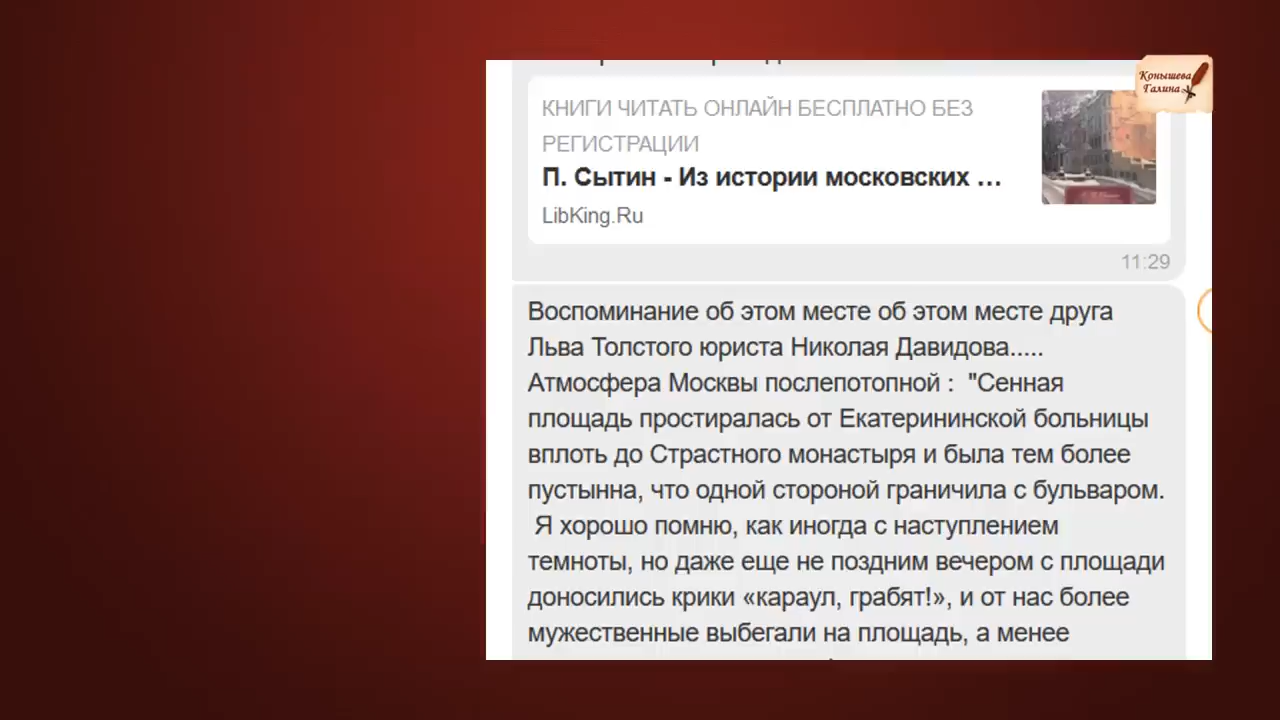 Конышева
Галина
КНИГИ ЧИТАТЬ ОНЛАЙН БЕСПЛАТНО БЕЗ
РЕГИСТРАЦИИ
П. Сытин - Из истории московских ...
LibKing.Ru
11:29
Воспоминание об этом месте об этом месте друга
Льва Толстого юриста Николая Давидова.....
Атмосфера Москвы послепотопной : "Сенная
площадь простиралась от Екатерининской больницы
вплоть до Страстного монастыря и была тем более
пустынна, что одной стороной граничила с бульваром.
Я хорошо помню, как иногда с наступлением
темноты, но даже еще не поздним вечером с площади
доносились крики «караул, грабят!», и от нас более
мужественные выбегали на площадь, а менее